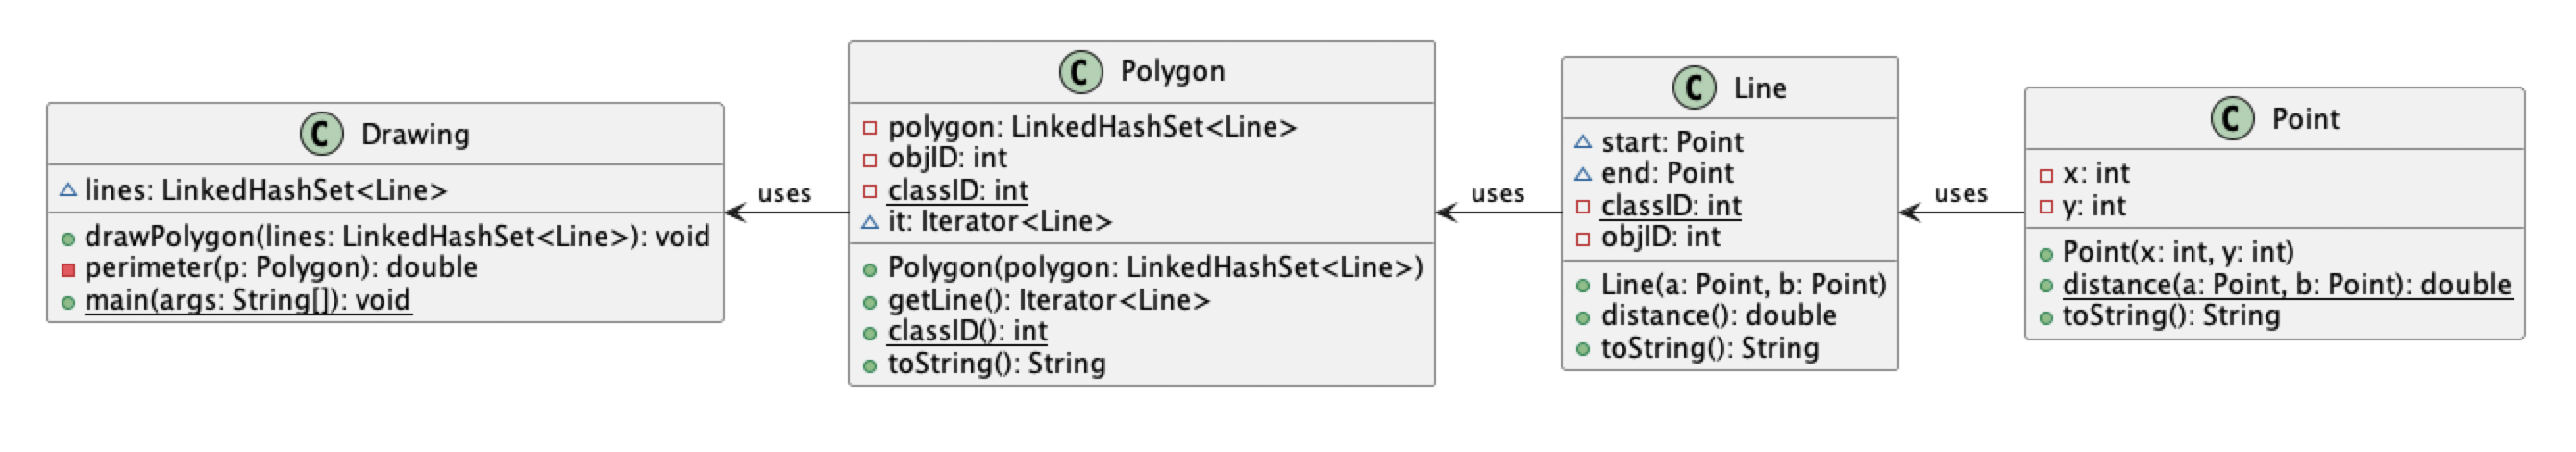 C Drawing
lines: LinkedHashSet<Line>
drawPolygon(lines: LinkedHashSet<Line>): void
perimeter(p: Polygon): double
main(args: String[]): void
uses
C Polygon
polygon: LinkedHashSet<Line>
objID: int
classID: int
it: Iterator<Line>
Polygon(polygon: LinkedHashSet<Line>)
getLine(): Iterator<Line>
classID(): int
toString(): String
uses
C Line
start: Point
end: Point
classID: int
objID: int
Line(a: Point, b: Point)
distance(): double
toString(): String
uses
C Point
x: int
y: int
Point(x: int, y: int)
distance(a: Point, b: Point): double
toString(): String